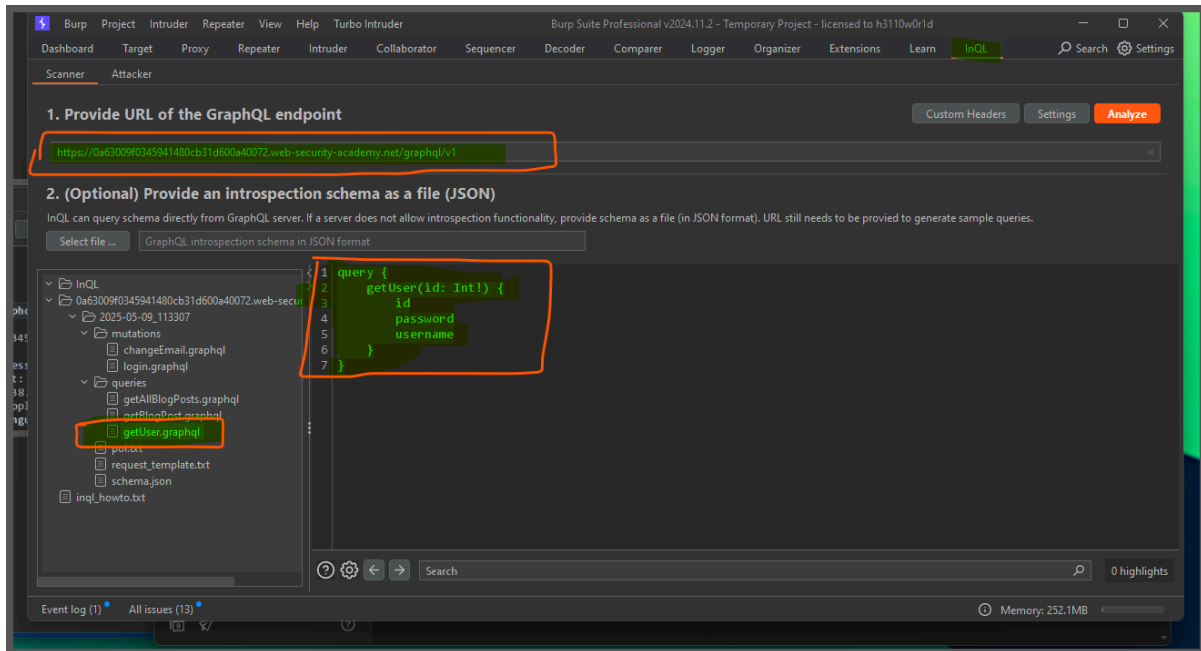 Burp Project Intruder Repeater View Help Turbo Intruder Burp Suite Professional v2024.11.2 - Temporary Project - licensed to h3110w0r1d
Dashboard Target Proxy Repeater Intruder Collaborator Sequencer Decoder Comparer Logger Organizer Extensions Learn InQL Search Settings
Scanner Attacker
1. Provide URL of the GraphQL endpoint
Custom Headers Settings Analyze
https://0a63009f0345941480cb31d600a40072.web-security-academy.net/graphql/v1
2. (Optional) Provide an introspection schema as a file (JSON)
InQL can query schema directly from GraphQL server. If a server does not allow introspection functionality, provide schema as a file (in JSON format). URL still needs to be provied to generate sample queries.
Select file ... GraphQL introspection schema in JSON format
InQL
0a63009f0345941480cb31d600a40072.web-secu
2025-05-09_113307
mutations
changeEmail.graphql
login.graphql
queries
getAllBlogPosts.graphql
getBlogPost.graphql
getUser.graphql
poi.txt
request_template.txt
schema.json
inql_howto.txt
1 query {
2 getUser(id: Int!) {
3 id
4 password
5 username
6 }
7 }
Search
0 highlights
Event log (1) All issues (13)
Memory: 252.1MB